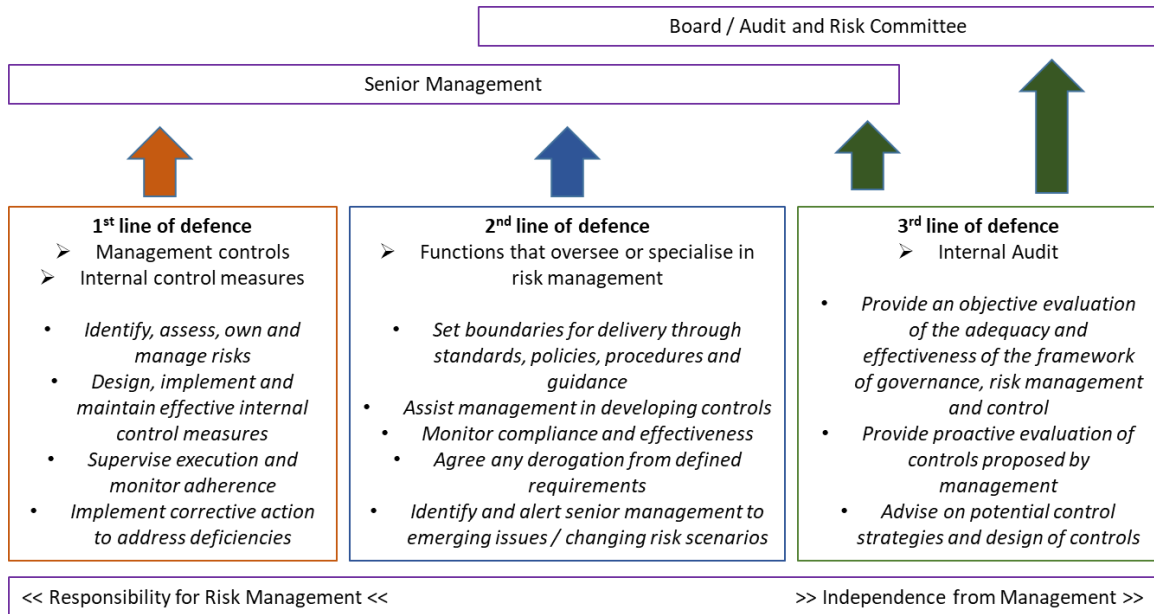 Board / Audit and Risk Committee
Senior Management
1st line of defence
➢ Management controls
➢ Internal control measures
• Identify, assess, own and
manage risks
• Design, implement and
maintain effective internal
control measures
• Supervise execution and
monitor adherence
• Implement corrective action
to address deficiencies
2nd line of defence
➢ Functions that oversee or specialise in
risk management
• Set boundaries for delivery through
standards, policies, procedures and
guidance
• Assist management in developing controls
• Monitor compliance and effectiveness
• Agree any derogation from defined
requirements
• Identify and alert senior management to
emerging issues / changing risk scenarios
3rd line of defence
➢ Internal Audit
• Provide an objective evaluation
of the adequacy and
effectiveness of the framework
of governance, risk management
and control
• Provide proactive evaluation of
controls proposed by
management
• Advise on potential control
strategies and design of controls
<< Responsibility for Risk Management <<
>> Independence from Management >>